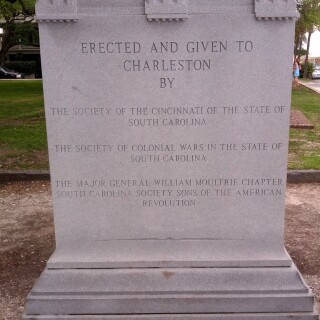 ERECTED AND GIVEN TO
CHARLESTON
BY
THE SOCIETY OF THE CINCINNATI OF THE STATE OF
SOUTH CAROLINA
THE SOCIETY OF COLONIAL WARS IN THE STATE OF
SOUTH CAROLINA
THE MAJOR GENERAL WILLIAM MOULTRIE CHAPTER
SOUTH CAROLINA SOCIETY SONS OF THE AMERICAN
REVOLUTION